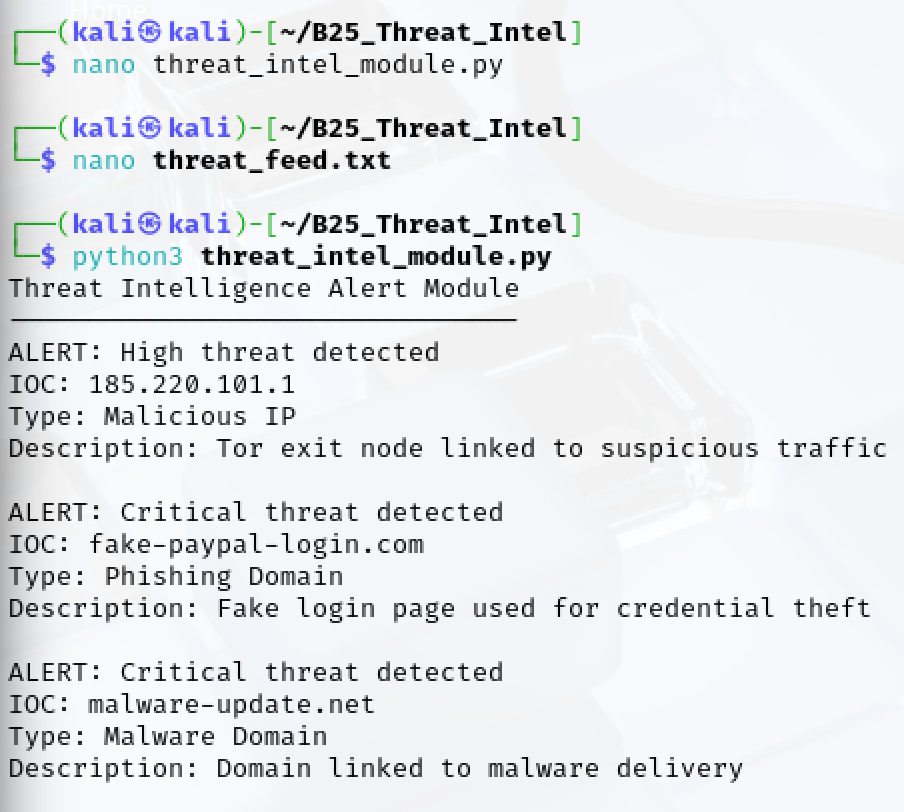 Home
┌──(kali㉿kali)-[~/B25_Threat_Intel]
└─$ nano threat_intel_module.py
┌──(kali㉿kali)-[~/B25_Threat_Intel]
└─$ nano threat_feed.txt
┌──(kali㉿kali)-[~/B25_Threat_Intel]
└─$ python3 threat_intel_module.py
Threat Intelligence Alert Module
--------------------------------
ALERT: High threat detected
IOC: 185.220.101.1
Type: Malicious IP
Description: Tor exit node linked to suspicious traffic
ALERT: Critical threat detected
IOC: fake-paypal-login.com
Type: Phishing Domain
Description: Fake login page used for credential theft
ALERT: Critical threat detected
IOC: malware-update.net
Type: Malware Domain
Description: Domain linked to malware delivery